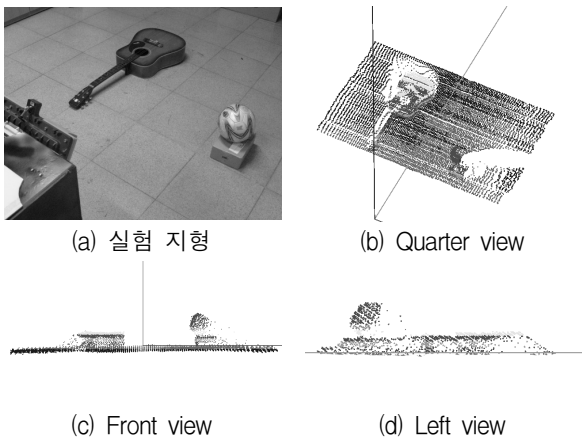 (a) 실험 지형
(b) Quarter view
(c) Front view
(d) Left view